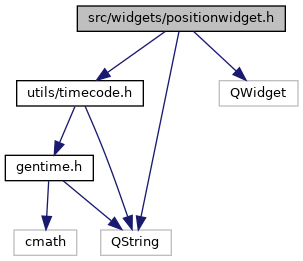 src/widgets/positionwidget.h
utils/timecode.h
QWidget
gentime.h
cmath
QString